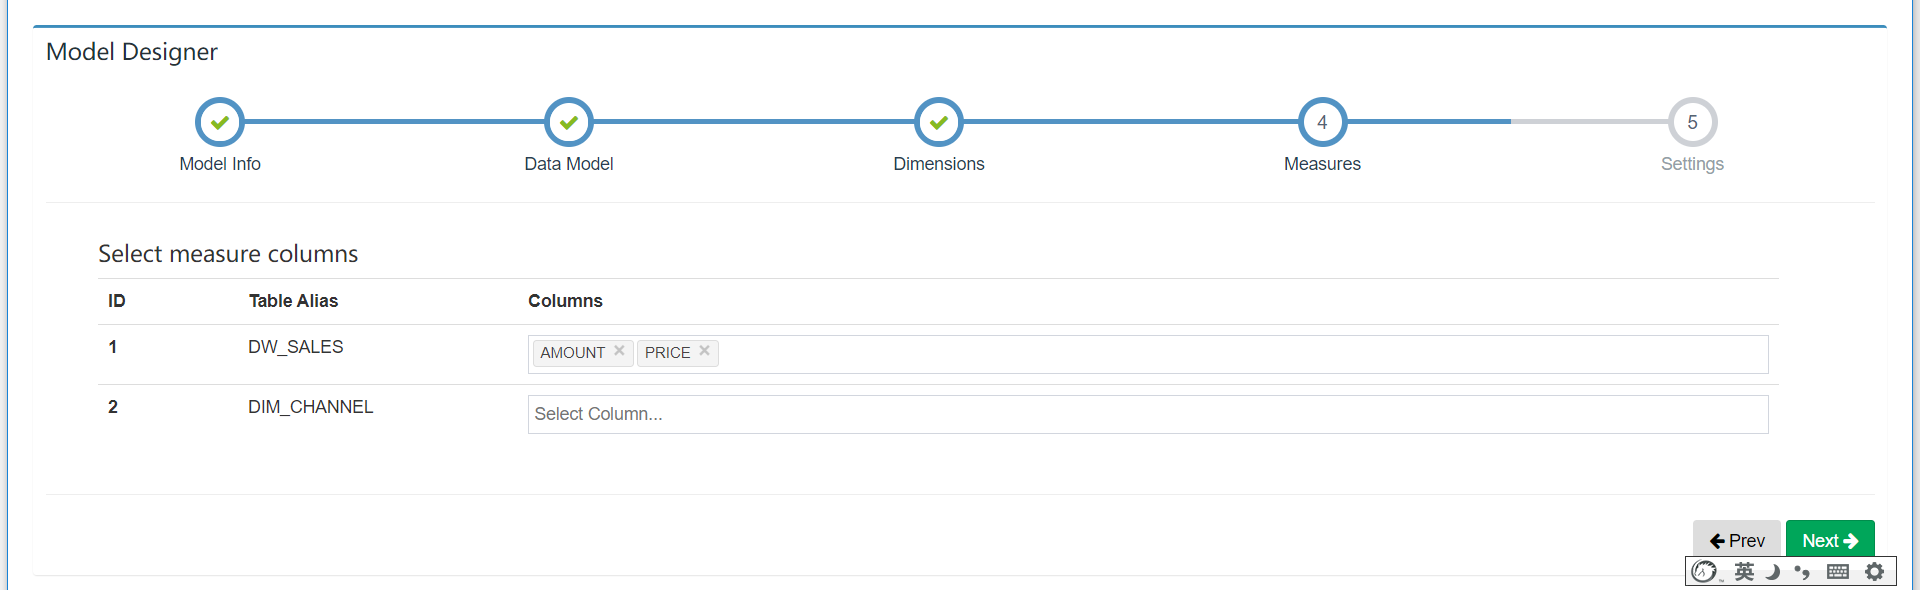 Model Designer
4
5
Model Info
Data Model
Dimensions
Measures
Settings
Select measure columns
ID
Table Alias
Columns
1
DW_SALES
AMOUNT
PRICE
2
DIM_CHANNEL
Select Column...
Prev
Next
英